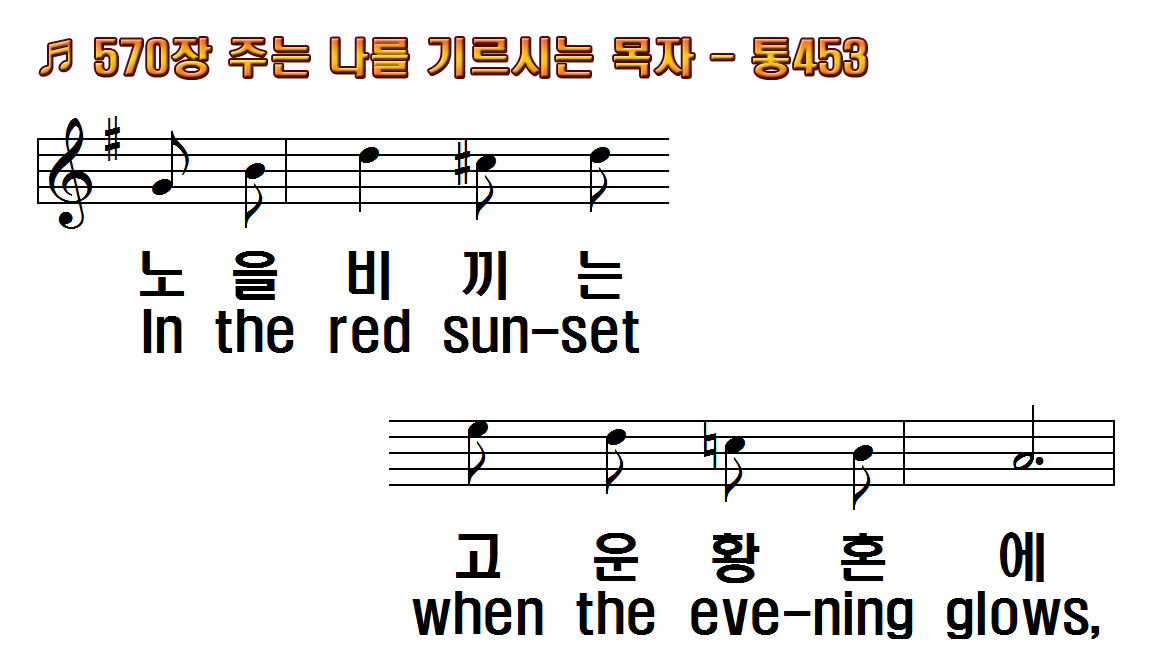 ♬ 570장 주는 나를 기르시는 목자 - 통453
노 을 비 끼 는
In the red sun-set
고 운 황 혼 에
when the eve-ning glows,